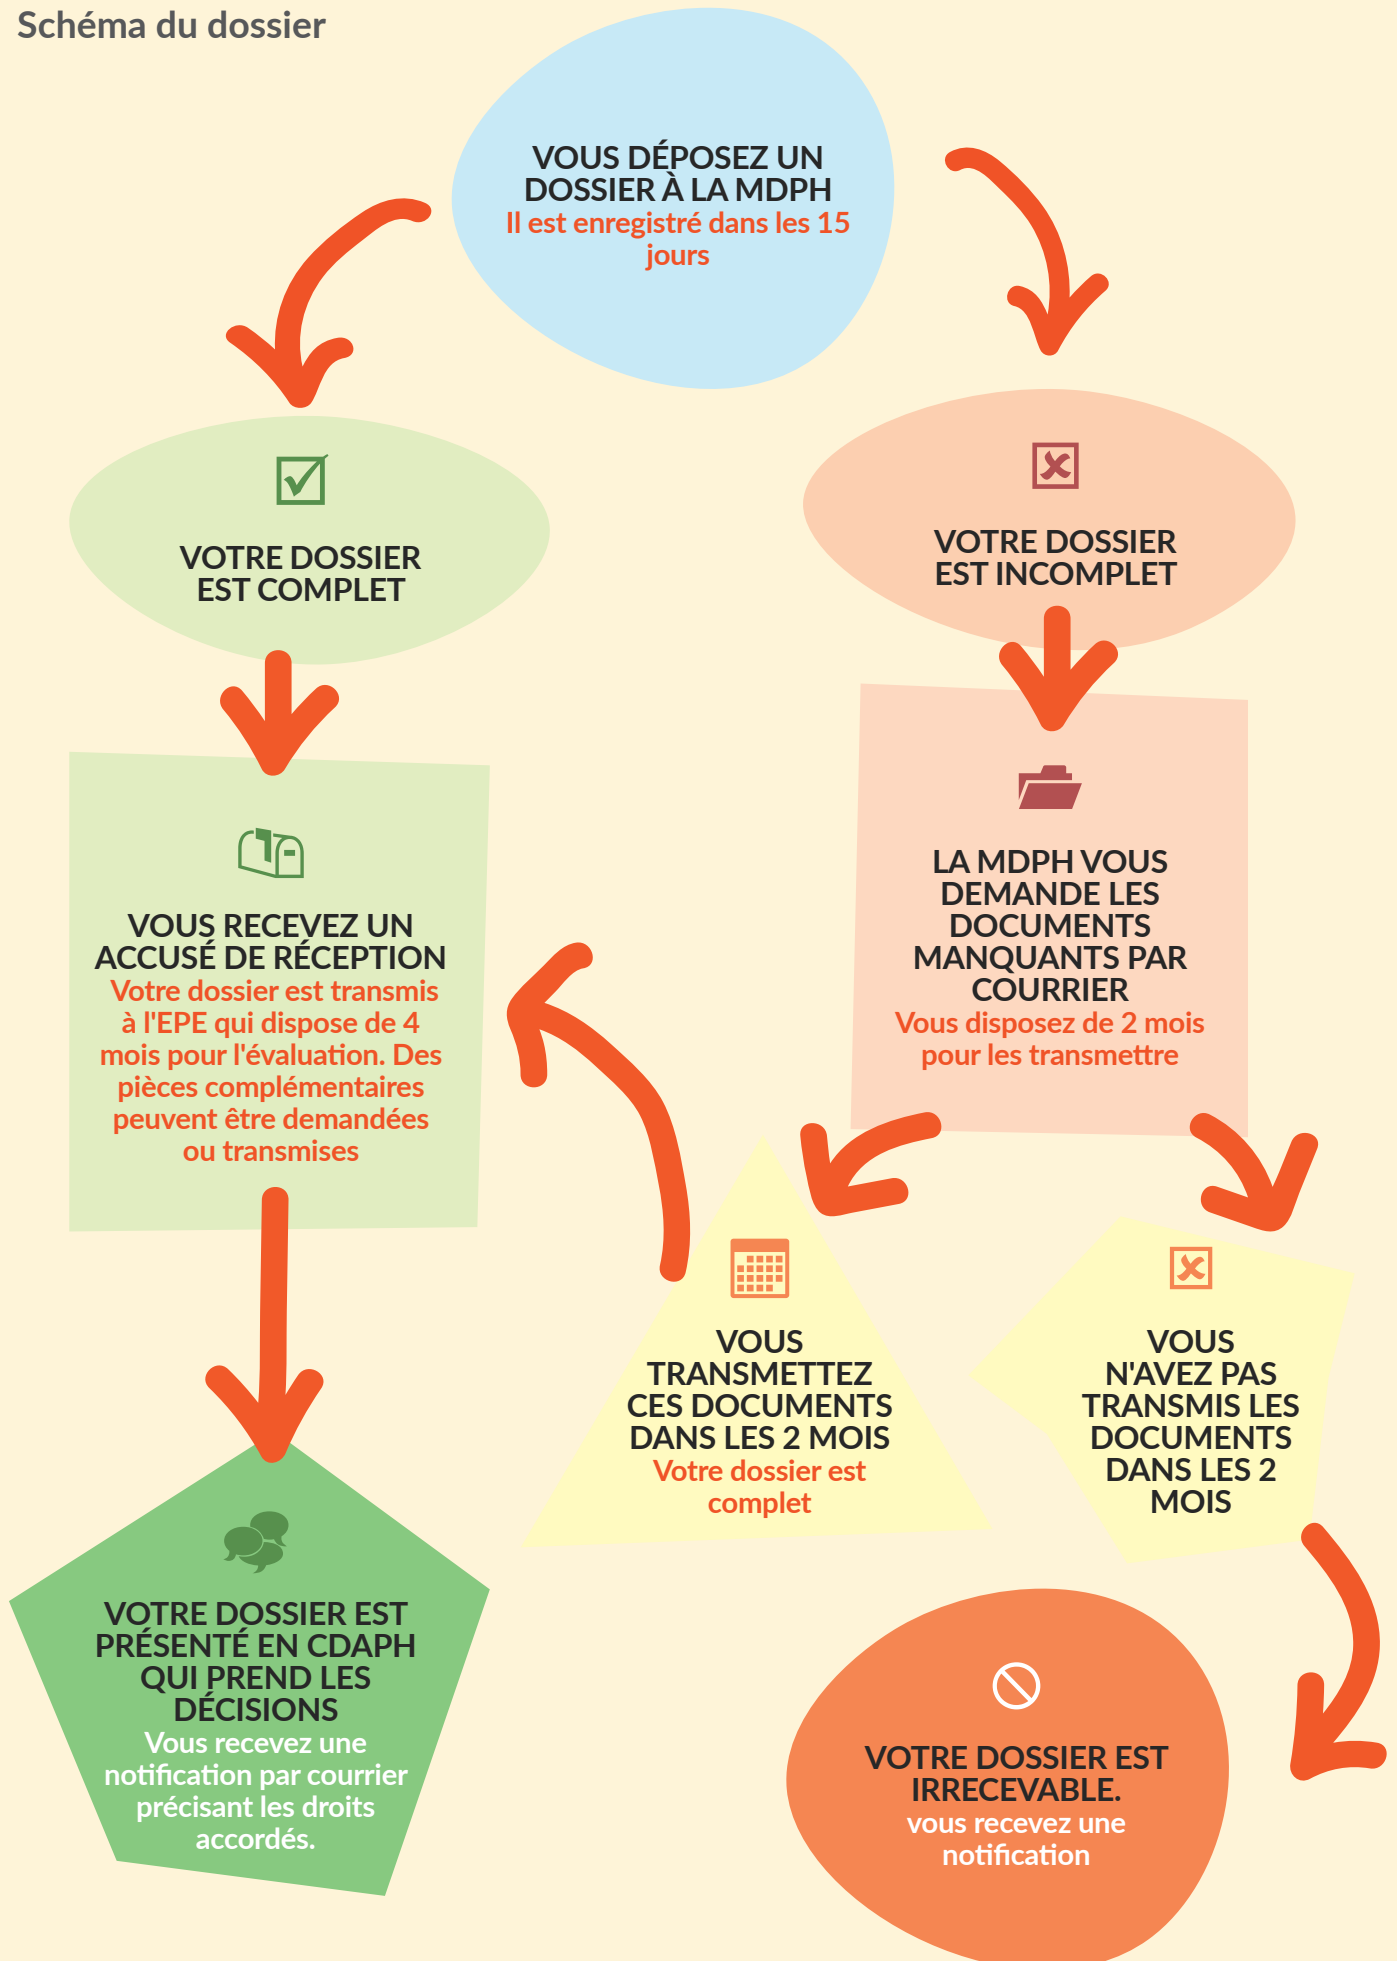 Schéma du dossier
VOUS DÉPOSEZ UN
DOSSIER À LA MDPH
Il est enregistré dans les 15
jours
VOTRE DOSSIER
EST COMPLET
VOTRE DOSSIER
EST INCOMPLET
VOUS RECEVEZ UN
ACCUSÉ DE RÉCEPTION
Votre dossier est transmis
à l'EPE qui dispose de 4
mois pour l'évaluation. Des
pièces complémentaires
peuvent être demandées
ou transmises
LA MDPH VOUS
DEMANDE LES
DOCUMENTS
MANQUANTS PAR
COURRIER
Vous disposez de 2 mois
pour les transmettre
VOUS
TRANSMETTEZ
CES DOCUMENTS
DANS LES 2 MOIS
Votre dossier est
complet
VOUS
N'AVEZ PAS
TRANSMIS LES
DOCUMENTS
DANS LES 2
MOIS
VOTRE DOSSIER EST
PRÉSENTÉ EN CDAPH
QUI PREND LES
DÉCISIONS
Vous recevez une
notification par courrier
précisant les droits
accordés.
VOTRE DOSSIER EST
IRRECEVABLE.
vous recevez une
notification